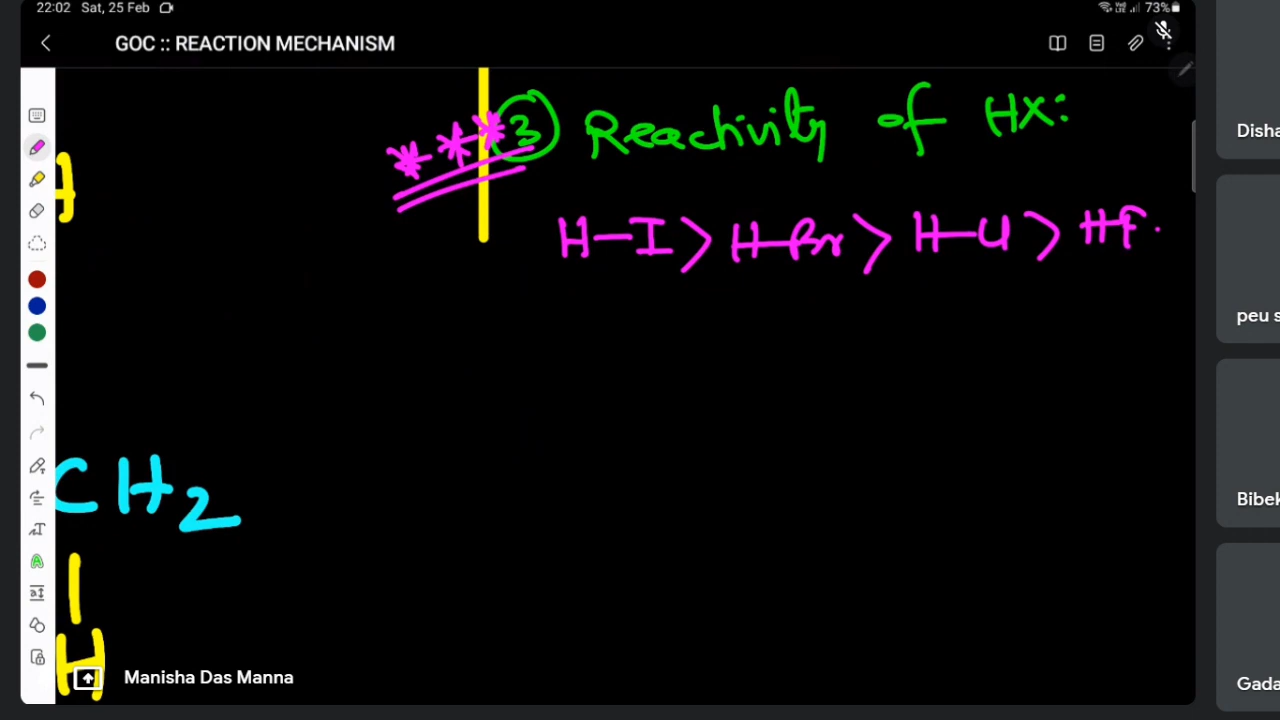 22:02 Sat, 25 Feb 73%
GOC :: REACTION MECHANISM
*** 3 Reactivity of HX:
H-I > H-Br > H-Cl > HF.
CH2
H
H
Manisha Das Manna
Disha
peu s
Bibek
Gada